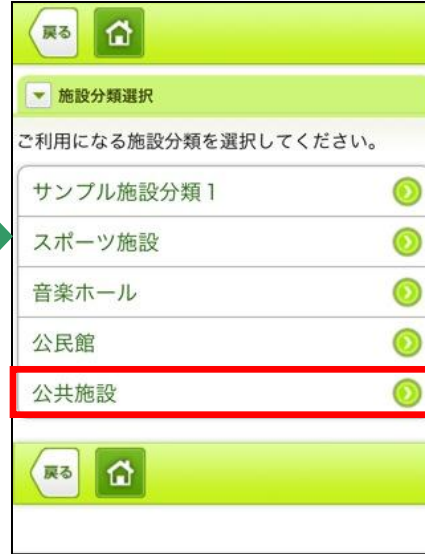 戻る
施設分類選択
ご利用になる施設分類を選択してください。
サンプル施設分類1
スポーツ施設
音楽ホール
公民館
公共施設
戻る